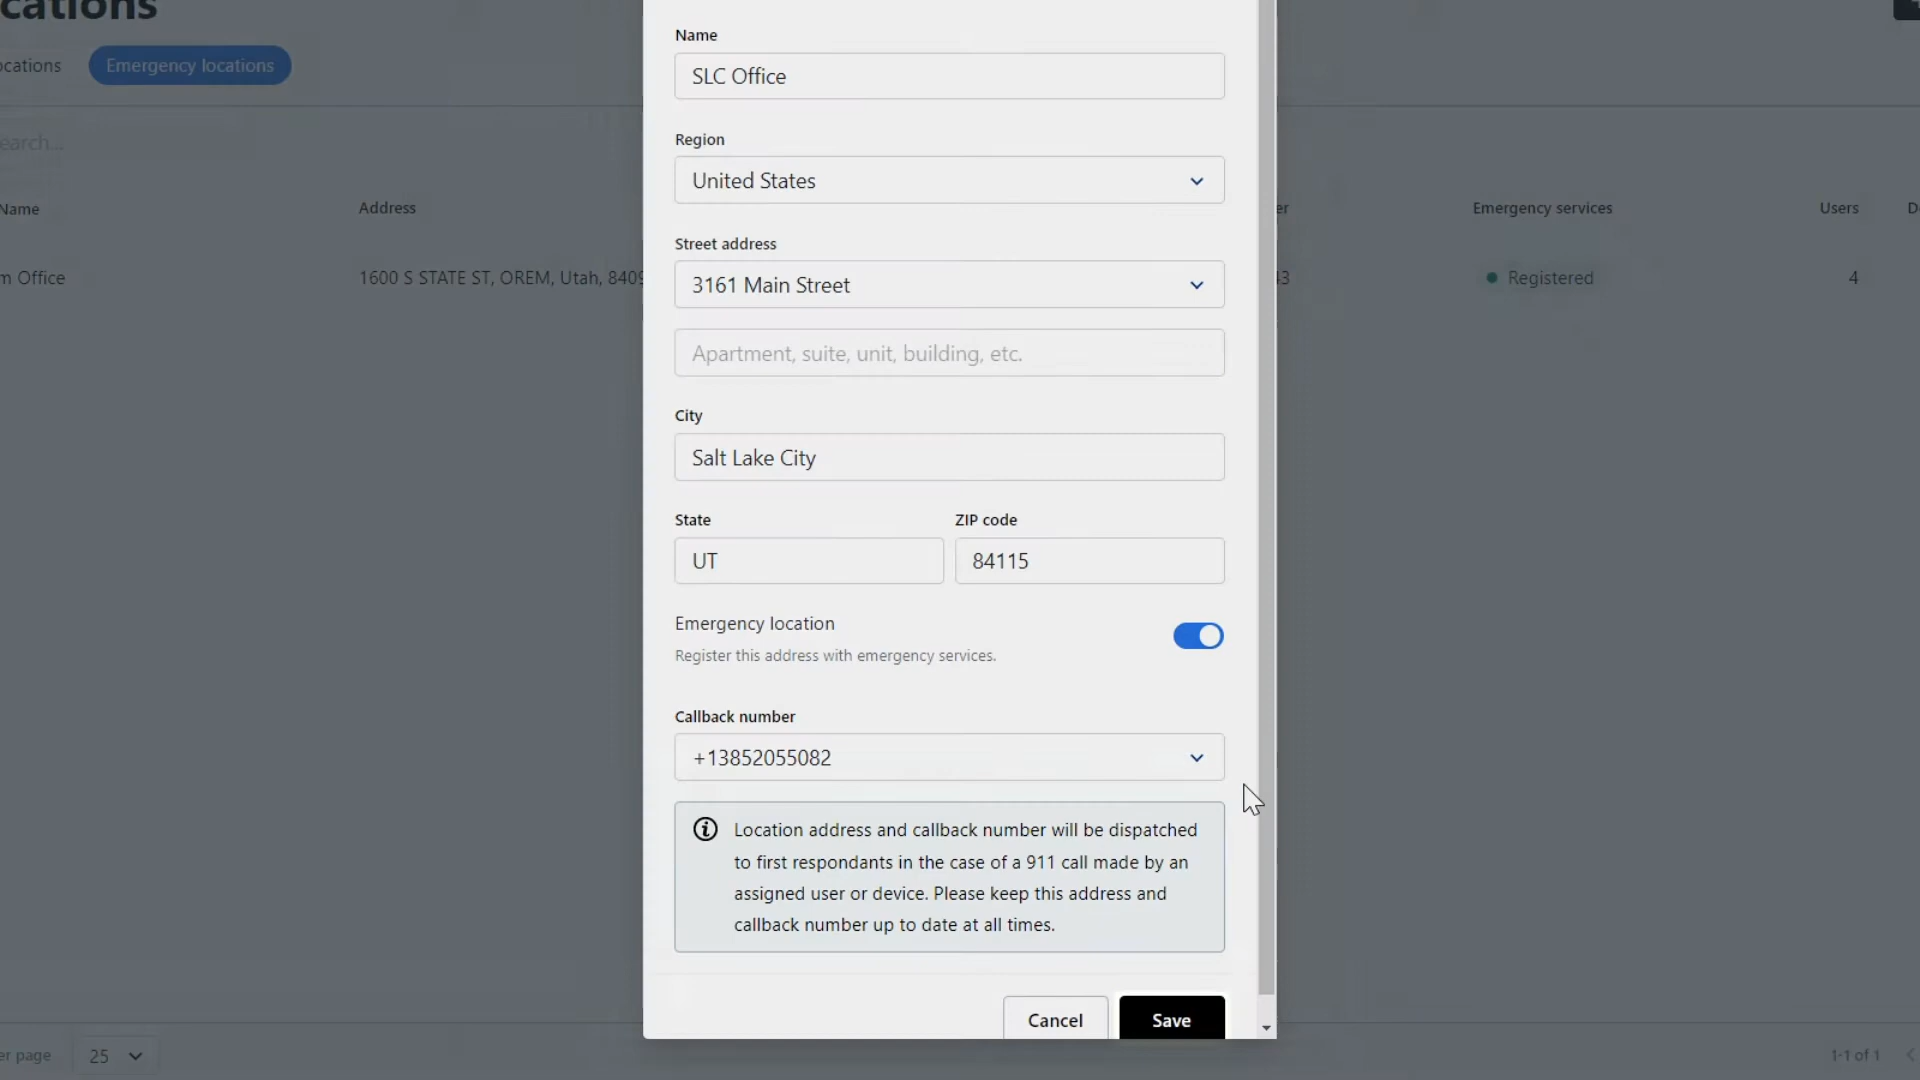 cations
Name
SLC Office
ocations
Emergency locations
Region
earch...
United States
Name
Address
er
Emergency services
Users
D
Street address
m Office
1600 S STATE ST, OREM, Utah, 8409
3161 Main Street
43
Registered
4
Apartment, suite, unit, building, etc.
City
Salt Lake City
State
ZIP code
UT
84115
Emergency location
Register this address with emergency services.
Callback number
+13852055082
Location address and callback number will be dispatched
to first respondants in the case of a 911 call made by an
assigned user or device. Please keep this address and
callback number up to date at all times.
Cancel
Save
er page
25
1-1 of 1